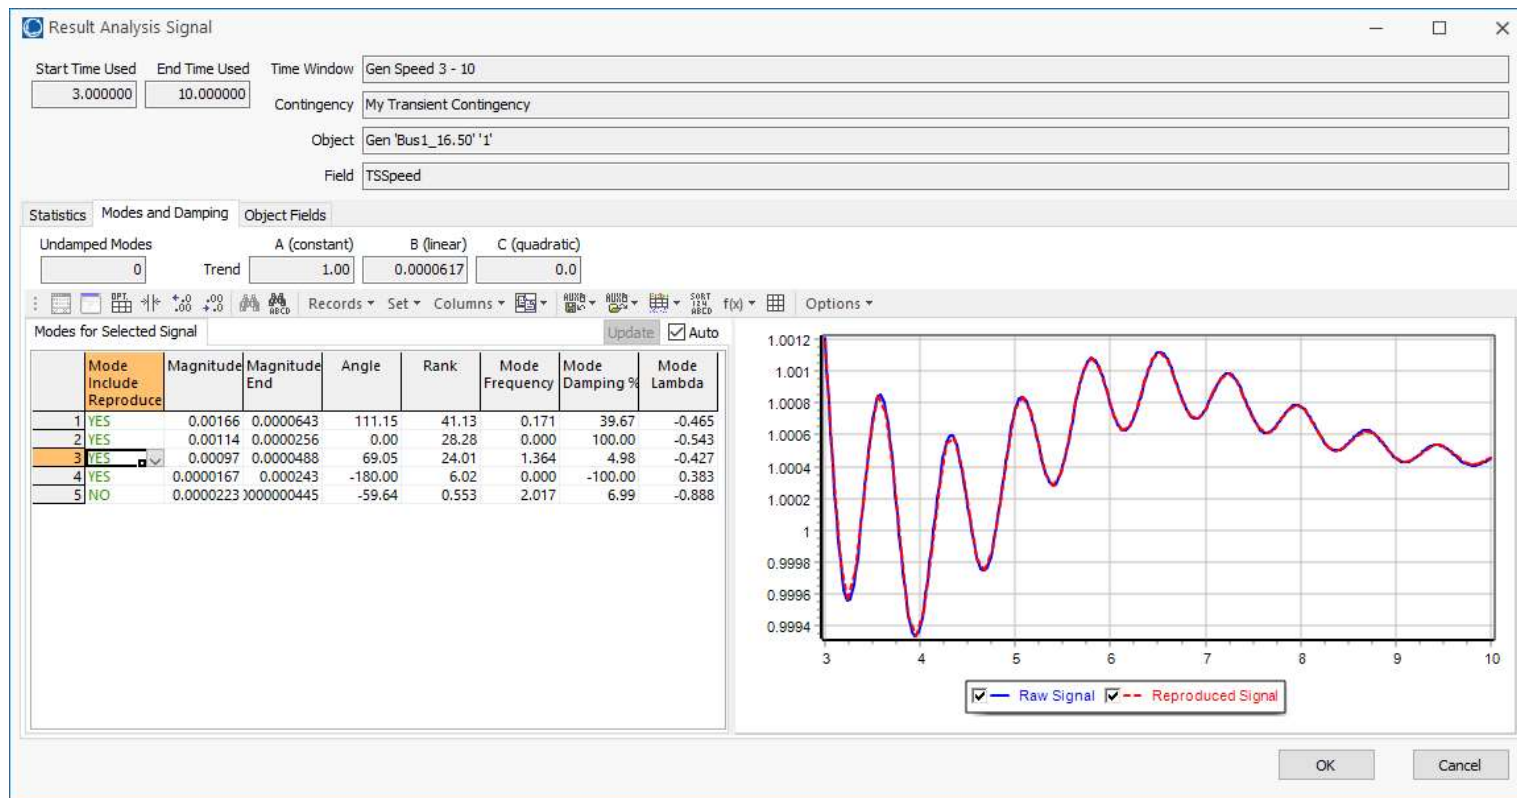 Result Analysis Signal
Start Time Used End Time Used Time Window Gen Speed 3 - 10
3.000000 10.000000
Contingency My Transient Contingency
Object Gen 'Bus1_16.50' '1'
Field TSSpeed
Statistics Modes and Damping Object Fields
Undamped Modes A (constant) B (linear) C (quadratic)
0 Trend 1.00 0.0000617 0.0
Records Set Columns f(x) Options
Modes for Selected Signal Update Auto
Mode Include Reproduce Magnitude Magnitude End Angle Rank Mode Frequency Mode Damping % Mode Lambda
1 YES 0.00166 0.0000643 111.15 41.13 0.171 39.67 -0.465
2 YES 0.00114 0.0000256 0.00 28.28 0.000 100.00 -0.543
3 YES 0.00097 0.0000488 69.05 24.01 1.364 4.98 -0.427
4 YES 0.0000167 0.000243 -180.00 6.02 0.000 -100.00 0.383
5 NO 0.0000223 0000000445 -59.64 0.553 2.017 6.99 -0.888
1.0012
1.001
1.0008
1.0006
1.0004
1.0002
1
0.9998
0.9996
0.9994
3 4 5 6 7 8 9 10
Raw Signal Reproduced Signal
OK Cancel